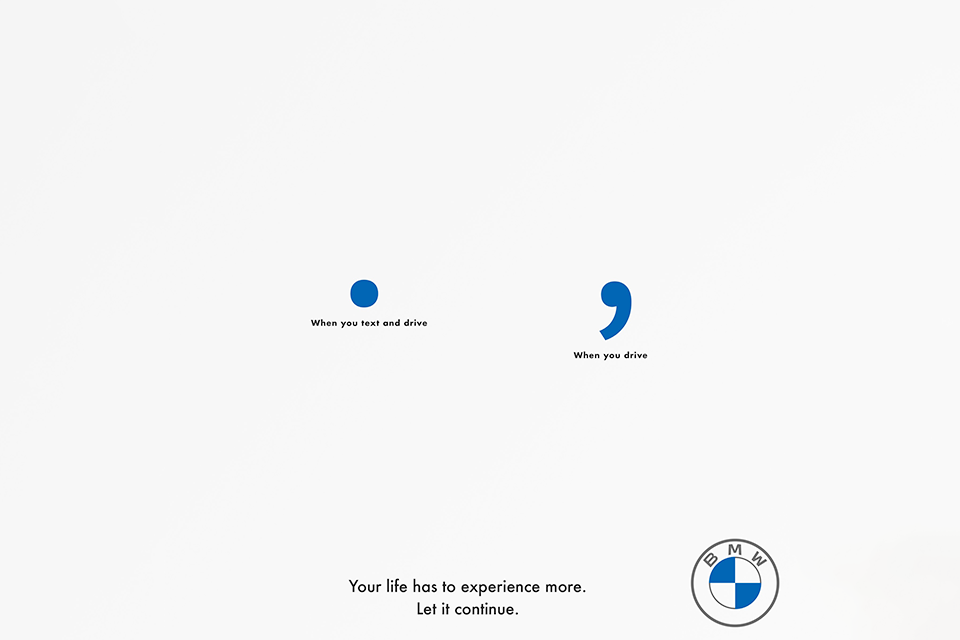 .
When you text and drive
,
When you drive
Your life has to experience more.
Let it continue.
BMW